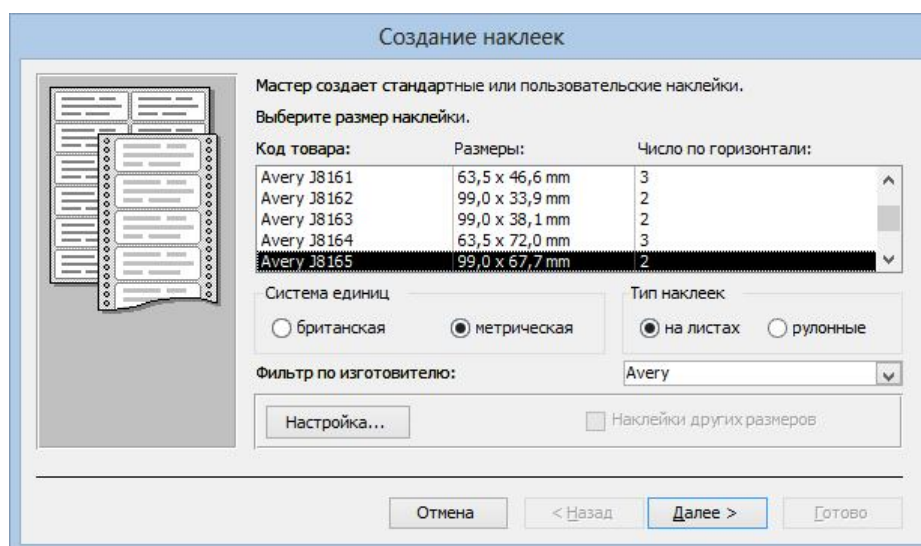 Создание наклеек
Мастер создает стандартные или пользовательские наклейки.
Выберите размер наклейки.
Код товара: Размеры: Число по горизонтали:
Avery J8161 63,5 x 46,6 mm 3
Avery J8162 99,0 x 33,9 mm 2
Avery J8163 99,0 x 38,1 mm 2
Avery J8164 63,5 x 72,0 mm 3
Avery J8165 99,0 x 67,7 mm 2
Система единиц Тип наклеек
британская метрическая на листах рулонные
Фильтр по изготовителю: Avery
Настройка... Наклейки других размеров
Отмена < Назад Далее > Готово